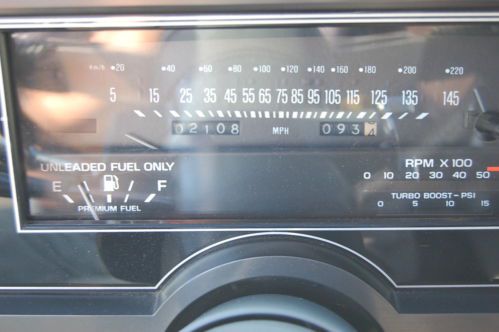 Km/h 20 40 60 80 100 120 140 160 180 200 220
5 15 25 35 45 55 65 75 85 95 105 115 125 135 145
02108 MPH 093
UNLEADED FUEL ONLY
RPM X 100
0 10 20 30 40 50
E F
TURBO BOOST-PSI
PREMIUM FUEL
0 5 10 15